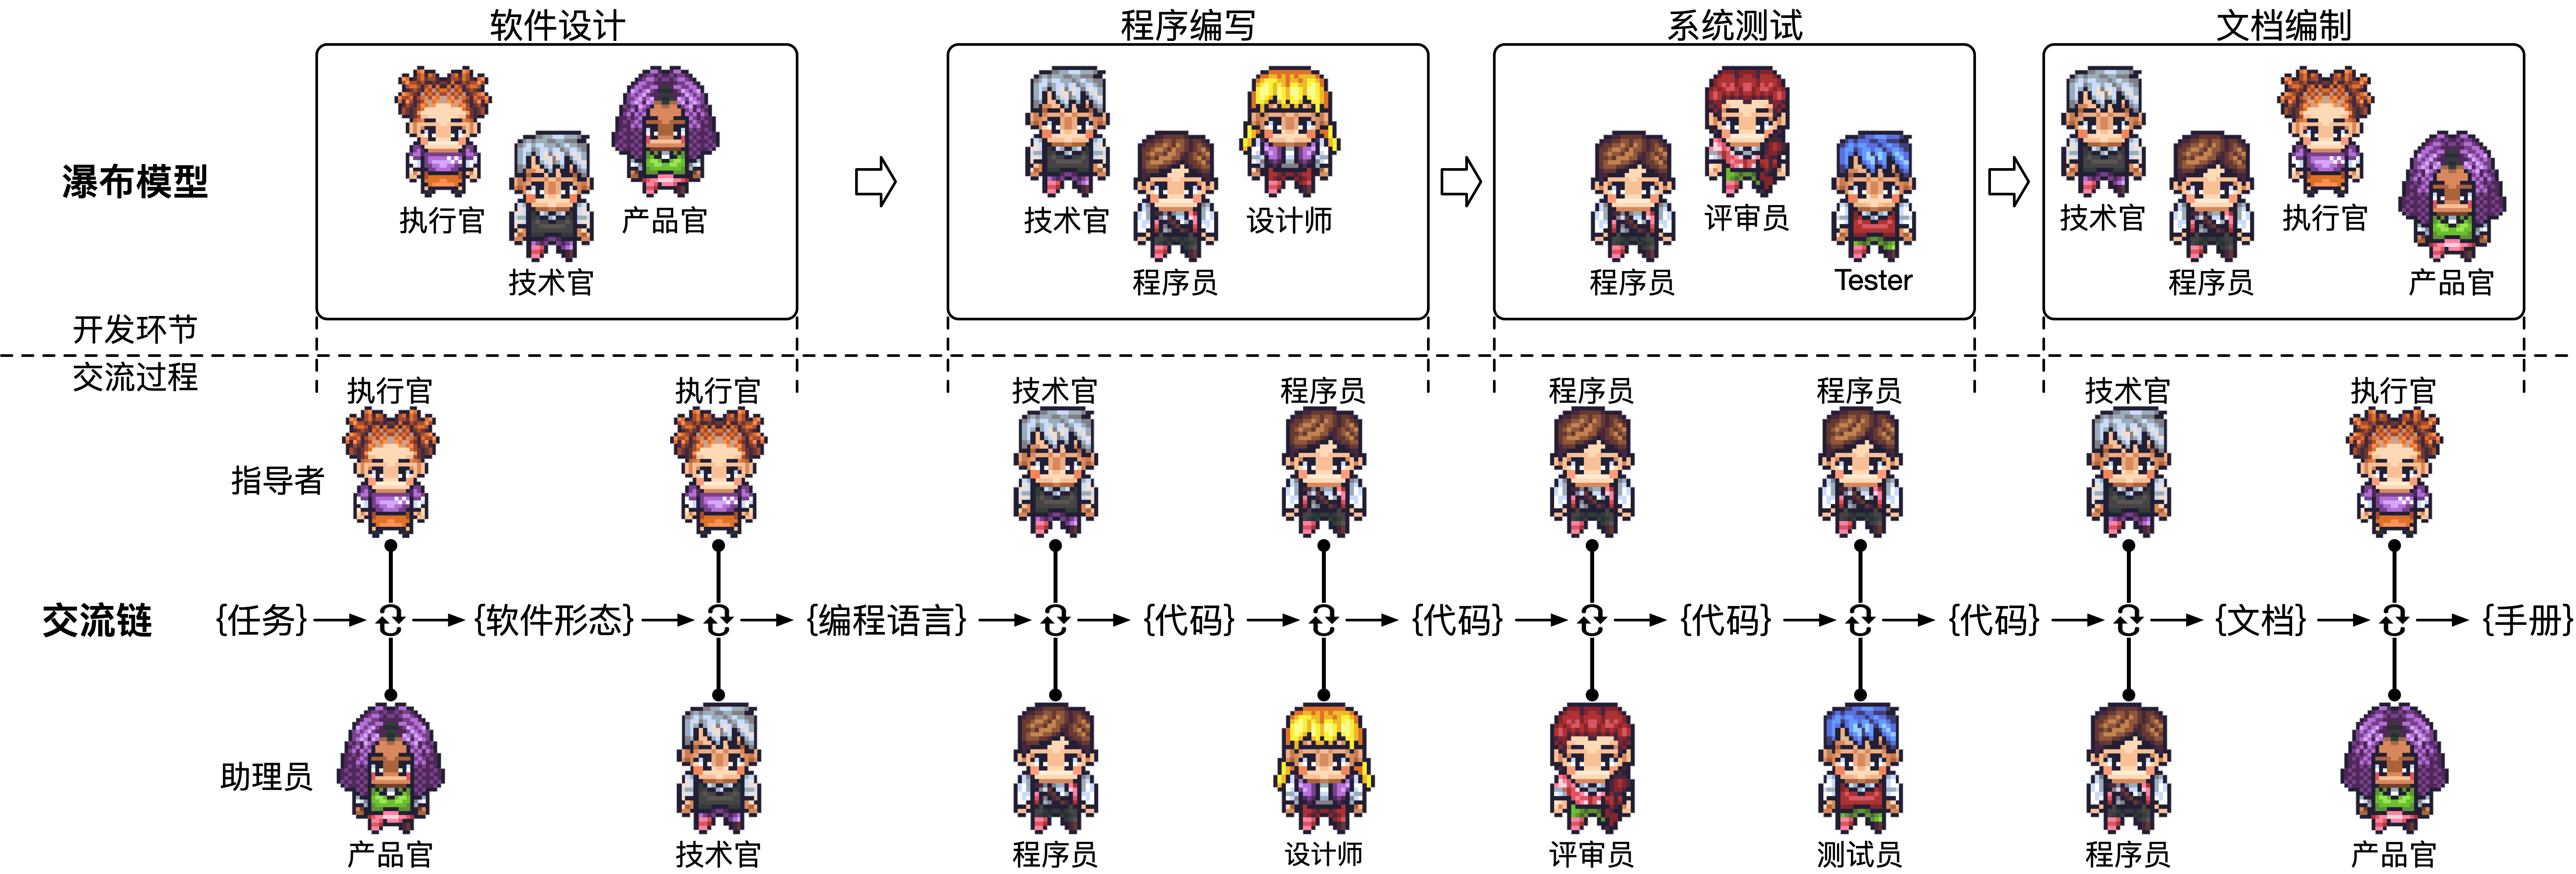 软件设计
程序编写
系统测试
文档编制
瀑布模型
执行官
技术官
产品官
技术官
程序员
设计师
程序员
评审员
Tester
技术官
程序员
执行官
产品官
开发环节
交流过程
执行官
执行官
技术官
程序员
程序员
程序员
技术官
执行官
指导者
交流链
{任务}
{软件形态}
{编程语言}
{代码}
{代码}
{代码}
{代码}
{文档}
{手册}
助理员
产品官
技术官
程序员
设计师
评审员
测试员
程序员
产品官